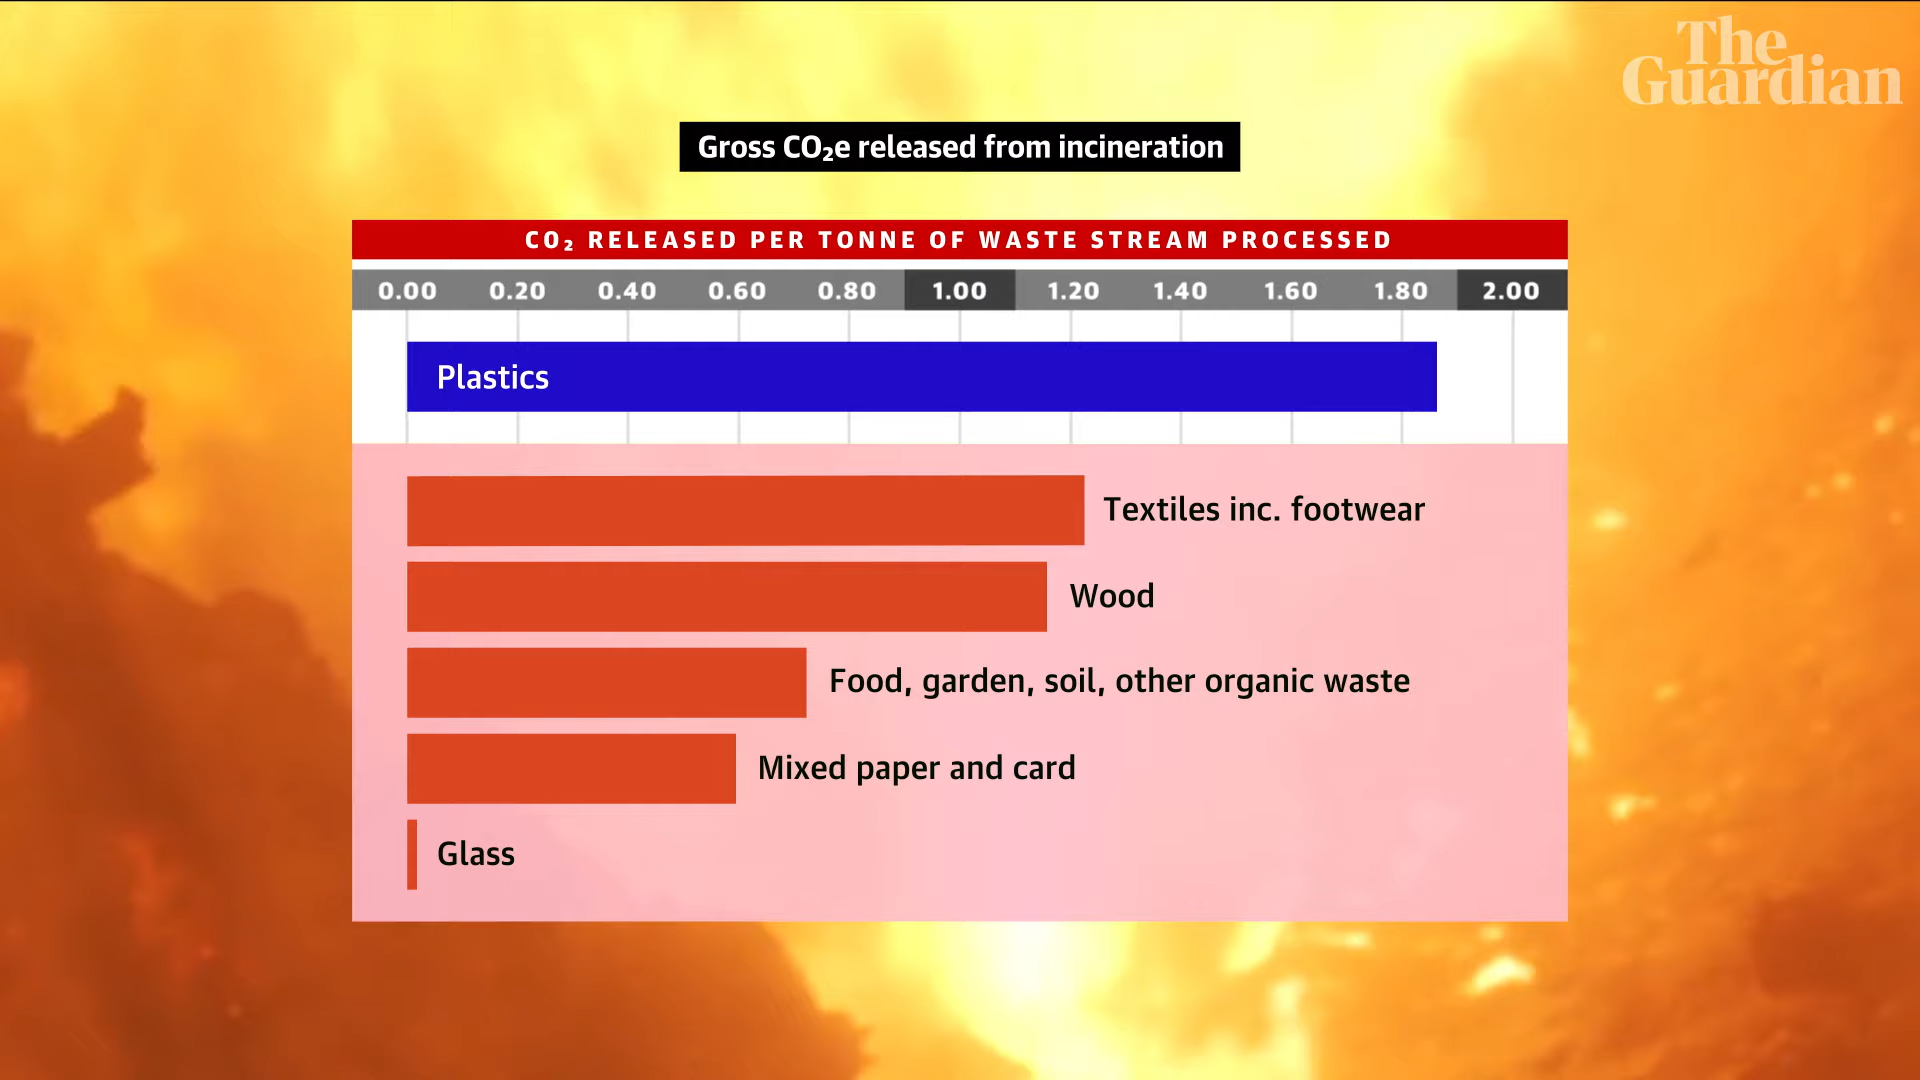 The
Guardian
Gross CO₂e released from incineration
CO₂ RELEASED PER TONNE OF WASTE STREAM PROCESSED
0.00 0.20 0.40 0.60 0.80 1.00 1.20 1.40 1.60 1.80 2.00
Plastics
Textiles inc. footwear
Wood
Food, garden, soil, other organic waste
Mixed paper and card
Glass